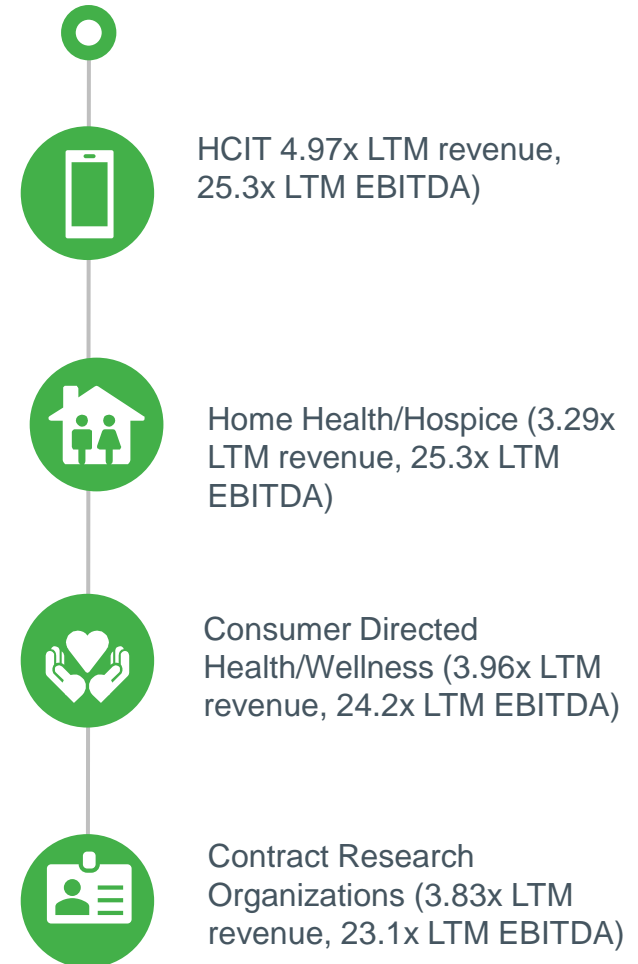 HCIT 4.97x LTM revenue,
25.3x LTM EBITDA)
Home Health/Hospice (3.29x
LTM revenue, 25.3x LTM
EBITDA)
Consumer Directed
Health/Wellness (3.96x LTM
revenue, 24.2x LTM EBITDA)
Contract Research
Organizations (3.83x LTM
revenue, 23.1x LTM EBITDA)